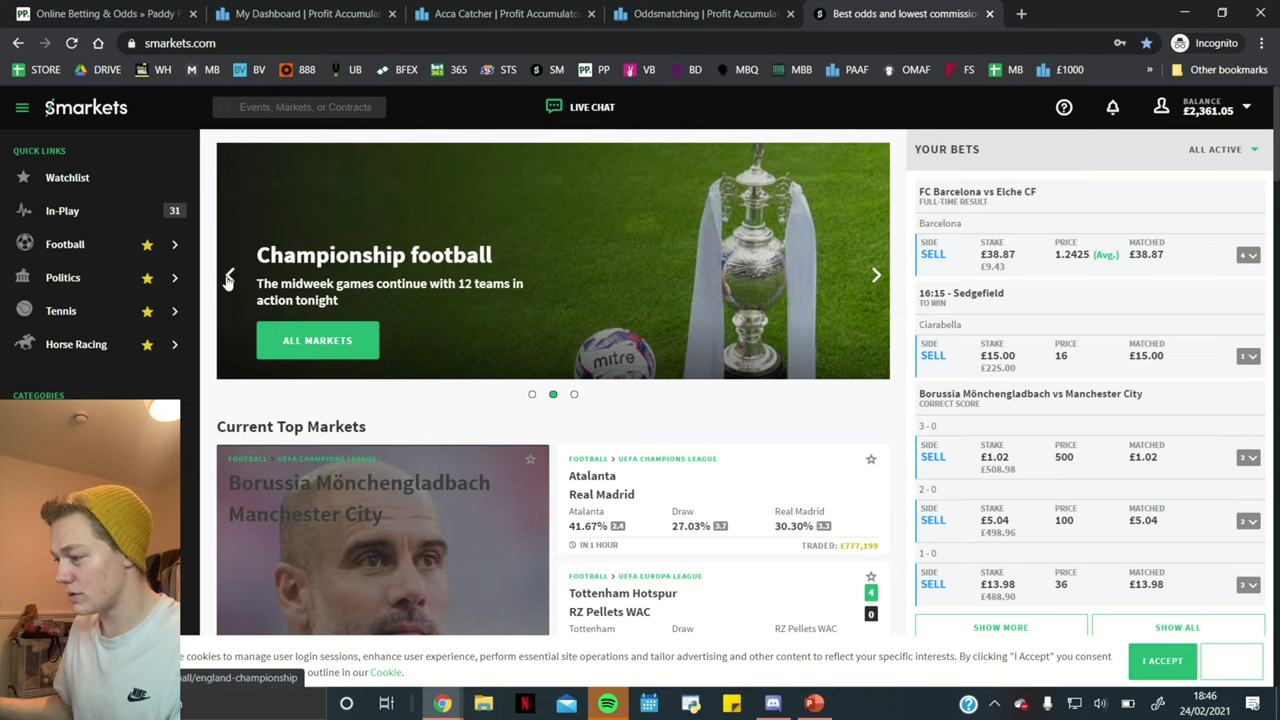 PP. Online Betting & Odds » Paddy P
My Dashboard | Profit Accumulat
Acca Catcher | Profit Accumulato
Oddsmatching | Profit Accumulat
Best odds and lowest commissio
smarkets.com
Incognito
STORE DRIVE WH MB BV BV 888 UB BFEX bet365 365 STS SM PP. PP VB BD MBQ MBB PAAF OMAF FS MB £1000 » Other bookmarks
Smarkets
Events, Markets, or Contracts
LIVE CHAT
BALANCE
£2,361.05
QUICK LINKS
Watchlist
In-Play 31
Football
Politics
Tennis
Horse Racing
CATEGORIES
Championship football
The midweek games continue with 12 teams in
action tonight
ALL MARKETS
mitre
Current Top Markets
FOOTBALL > UEFA CHAMPIONS LEAGUE
Borussia Mönchengladbach
Manchester City
FOOTBALL > UEFA CHAMPIONS LEAGUE
Atalanta
Real Madrid
Atalanta Draw Real Madrid
41.67% 2.4 27.03% 3.7 30.30% 3.3
IN 1 HOUR TRADED: £777,199
FOOTBALL > UEFA EUROPA LEAGUE
Tottenham Hotspur 4
RZ Pellets WAC 0
Tottenham Draw RZ Pellets WAC
YOUR BETS ALL ACTIVE
FC Barcelona vs Elche CF
FULL-TIME RESULT
Barcelona
SIDE STAKE PRICE MATCHED
SELL £38.87 1.2425 (Avg.) £38.87 4
£9.43
16:15 - Sedgefield
TO WIN
Ciarabella
SIDE STAKE PRICE MATCHED
SELL £15.00 16 £15.00 1
£225.00
Borussia Mönchengladbach vs Manchester City
CORRECT SCORE
3 - 0
SIDE STAKE PRICE MATCHED
SELL £1.02 500 £1.02 2
£508.98
2 - 0
SIDE STAKE PRICE MATCHED
SELL £5.04 100 £5.04 2
£498.96
1 - 0
SIDE STAKE PRICE MATCHED
SELL £13.98 36 £13.98 2
£488.90
SHOW MORE SHOW ALL
e cookies to manage user login sessions, enhance user experience, perform essential site operations and tailor advertising and other content to reflect your specific interests. By clicking "I Accept" you consent
outline in our Cookie.
I ACCEPT
all/england-championship
18:46
24/02/2021